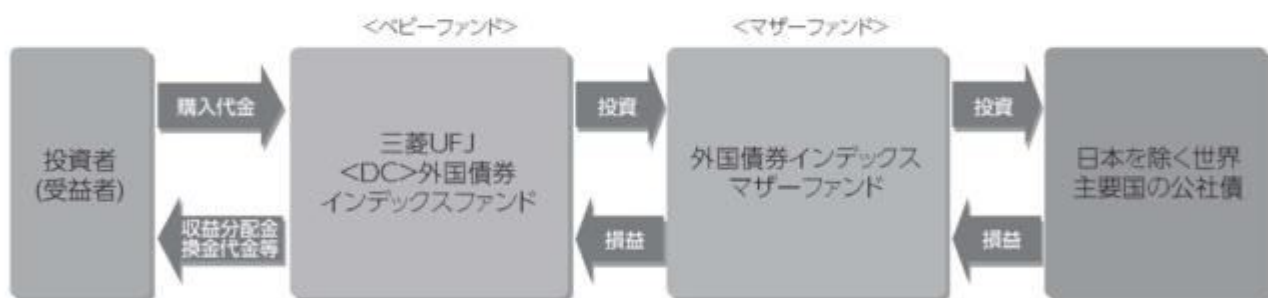 <ベビーファンド>
<マザーファンド>
投資者
(受益者)
購入代金
収益分配金
換金代金等
三菱UFJ
<DC>外国債券
インデックスファンド
投資
損益
外国債券インデックス
マザーファンド
投資
損益
日本を除く世界
主要国の公社債